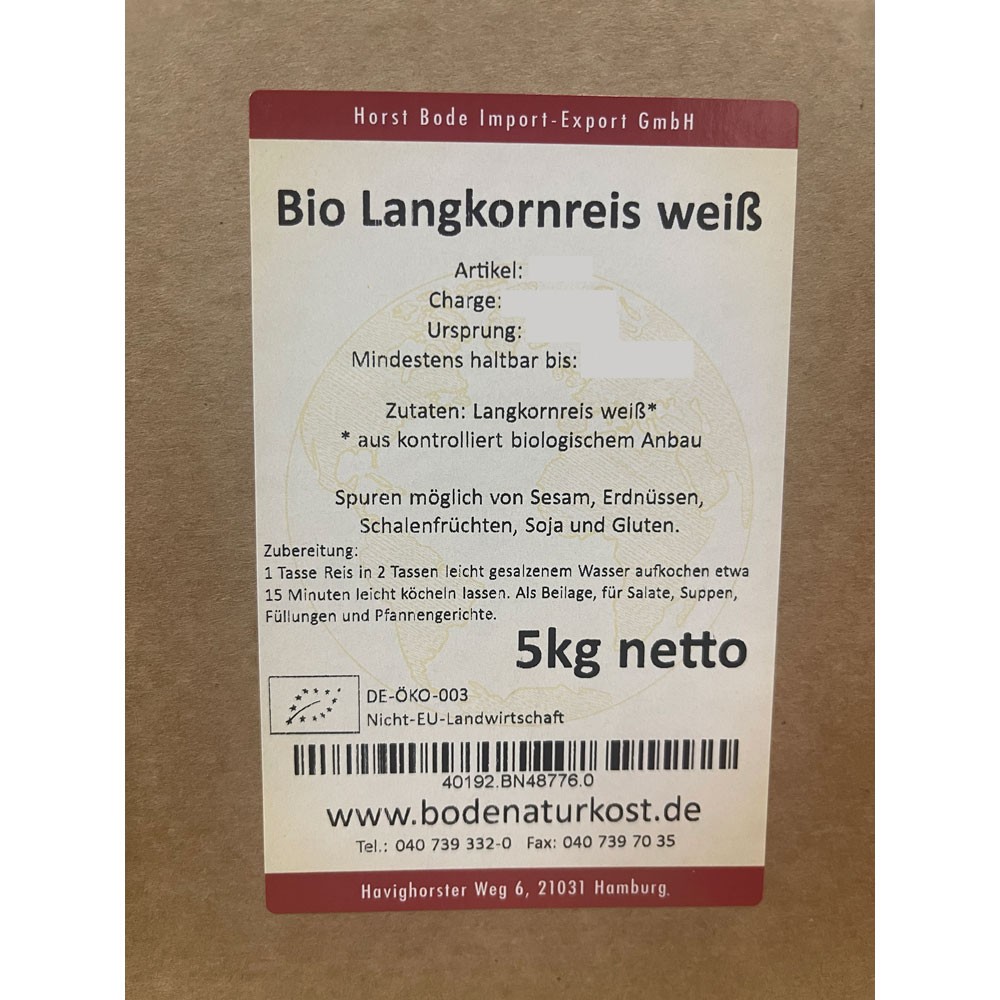 Horst Bode Import-Export GmbH
Bio Langkornreis weiß
Artikel:
Charge:
Ursprung:
Mindestens haltbar bis:
Zutaten: Langkornreis weiß*
* aus kontrolliert biologischem Anbau
Spuren möglich von Sesam, Erdnüssen,
Schalenfrüchten, Soja und Gluten.
Zubereitung:
1 Tasse Reis in 2 Tassen leicht gesalzenem Wasser aufkochen etwa
15 Minuten leicht köcheln lassen. Als Beilage, für Salate, Suppen,
Füllungen und Pfannengerichte.
5kg netto
DE-ÖKO-003
Nicht-EU-Landwirtschaft
40192.BN48776.0
www.bodenaturkost.de
Tel.: 040 739 332-0 Fax: 040 739 70 35
Havighorster Weg 6, 21031 Hamburg.